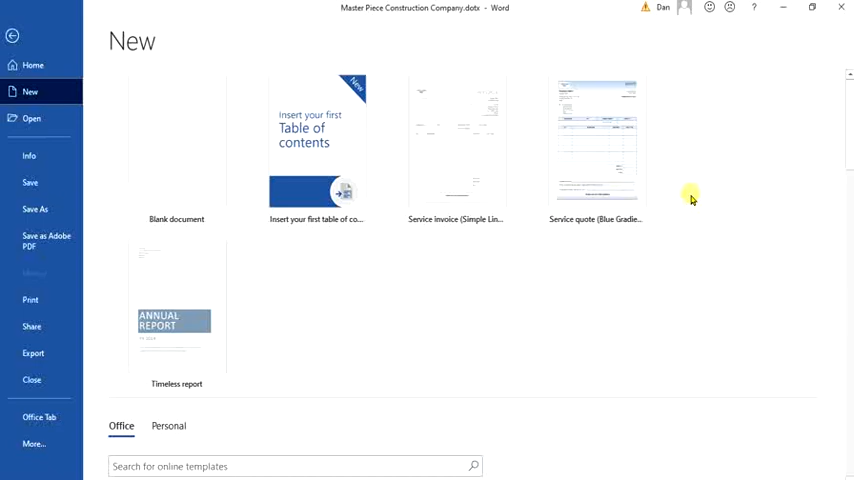 Master Piece Construction Company.dotx - Word
Dan
?
New
Home
New
Open
Info
Save
Save As
Save as Adobe
PDF
Print
Share
Export
Close
Office Tab
More...
New
Insert your first
Table of
contents
Blank document
Insert your first table of co...
Service invoice (Simple Lin...
Service quote (Blue Gradie...
ANNUAL
REPORT
Timeless report
Office
Personal
Search for online templates